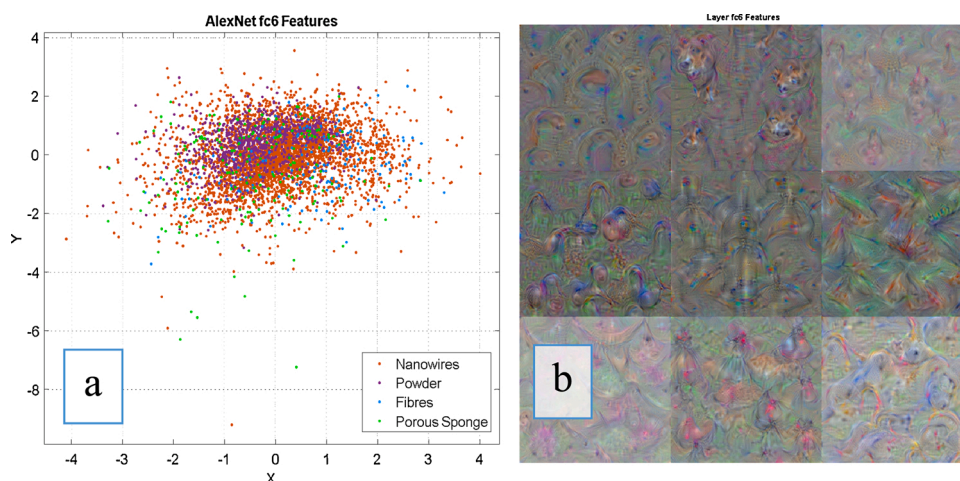 AlexNet fc6 Features
4
2
0
-2
-4
-6
-8
Y
-4 -3 -2 -1 0 1 2 3 4
X
Nanowires
Powder
Fibres
Porous Sponge
a
Layer fc6 Features
b